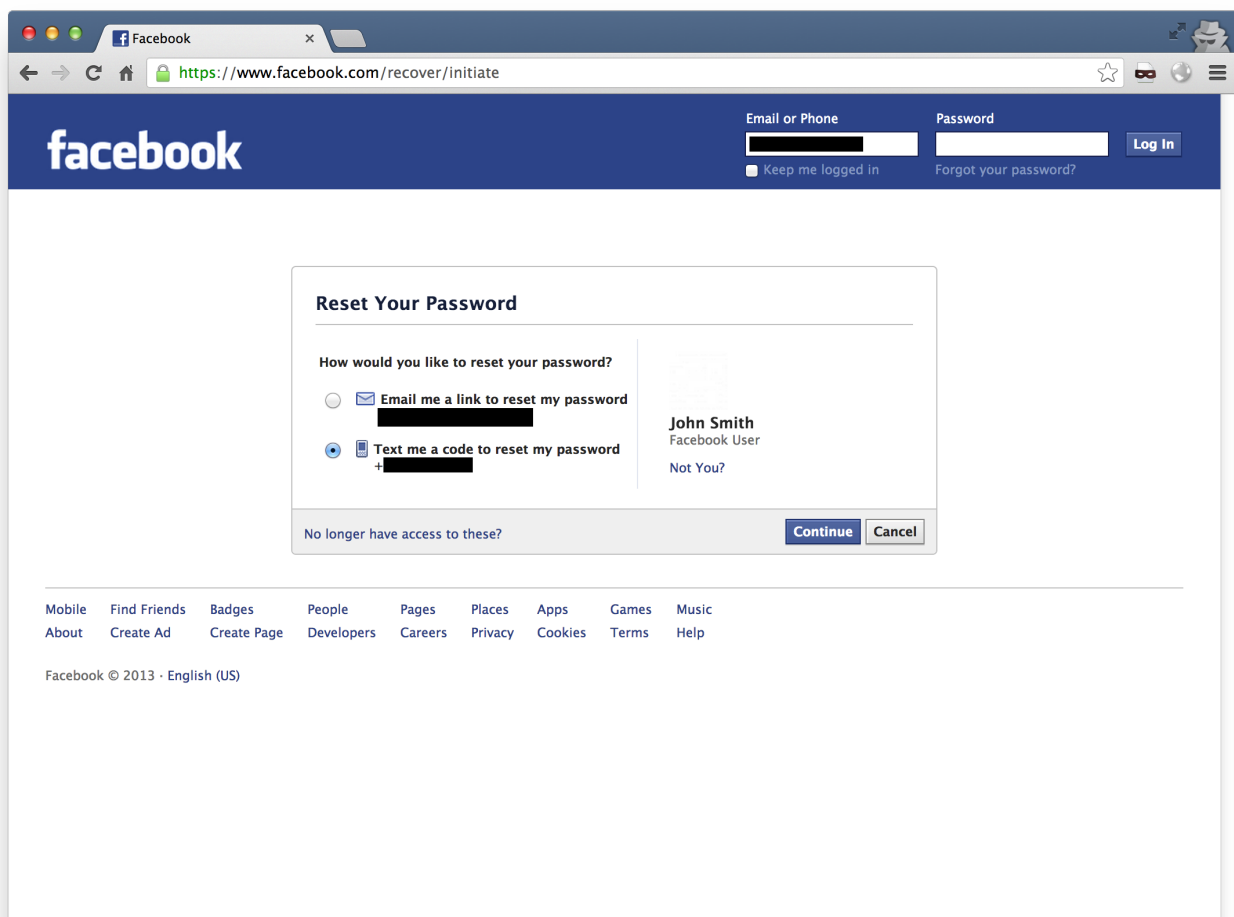 Facebook
https://www.facebook.com/recover/initiate
facebook
Email or Phone
Password
Log In
Keep me logged in
Forgot your password?
Reset Your Password
How would you like to reset your password?
Email me a link to reset my password
Text me a code to reset my password
+
John Smith
Facebook User
Not You?
No longer have access to these?
Continue
Cancel
Mobile Find Friends Badges People Pages Places Apps Games Music
About Create Ad Create Page Developers Careers Privacy Cookies Terms Help
Facebook © 2013 · English (US)